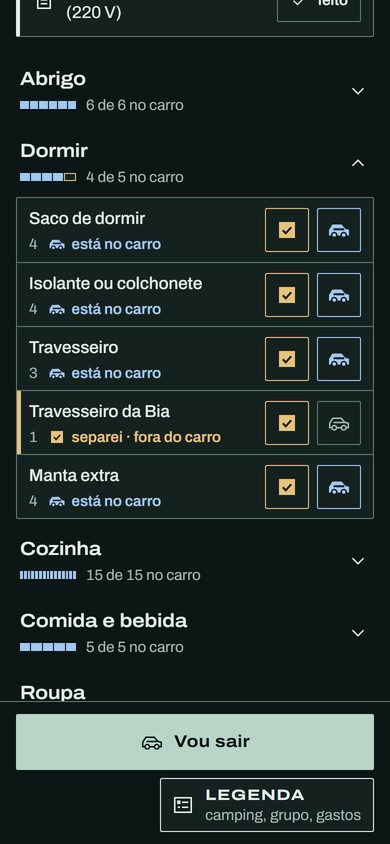 (220 V)
feito
Abrigo
6 de 6 no carro
Dormir
4 de 5 no carro
Saco de dormir
4 está no carro
Isolante ou colchonete
4 está no carro
Travesseiro
3 está no carro
Travesseiro da Bia
1 separei · fora do carro
Manta extra
4 está no carro
Cozinha
15 de 15 no carro
Comida e bebida
5 de 5 no carro
Roupa
Vou sair
LEGENDA
camping, grupo, gastos